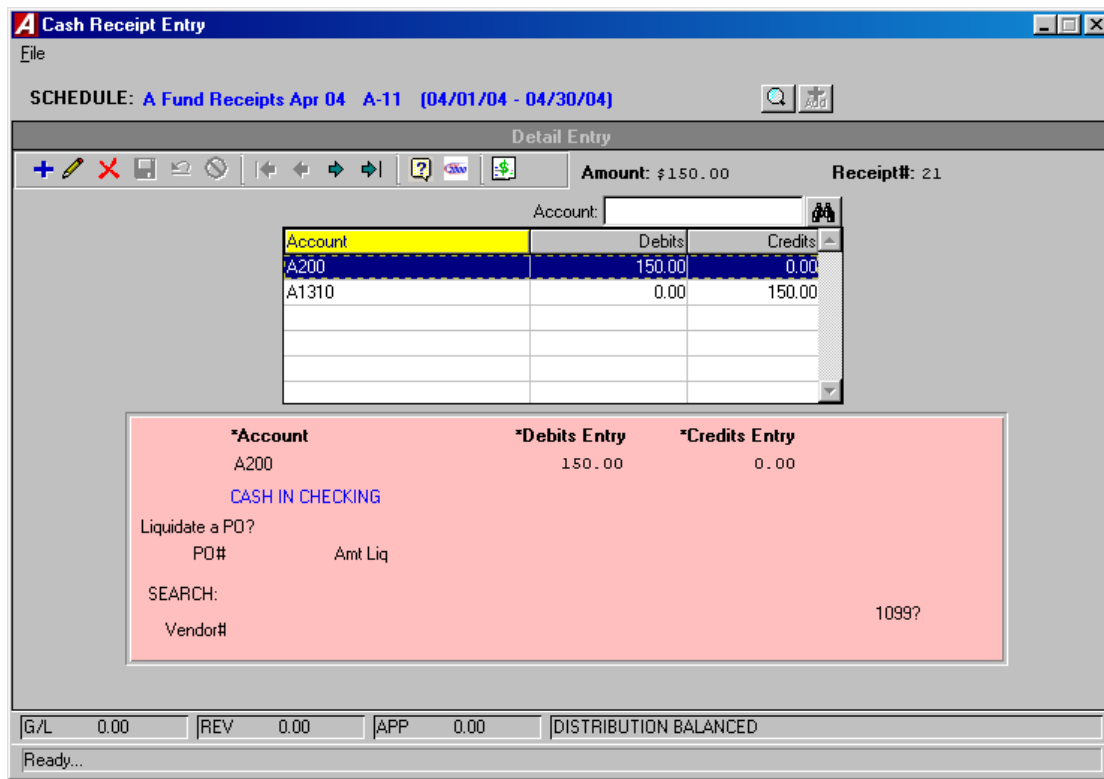 Cash Receipt Entry
File
SCHEDULE: A Fund Receipts Apr 04 A-11 (04/01/04 - 04/30/04)
Add
Detail Entry
Amount: $150.00 Receipt#: 21
Account:
Account Debits Credits
A200 150.00 0.00
A1310 0.00 150.00
*Account *Debits Entry *Credits Entry
A200 150.00 0.00
CASH IN CHECKING
Liquidate a PO?
PO# Amt Liq
SEARCH:
1099?
Vendor#
G/L 0.00 REV 0.00 APP 0.00 DISTRIBUTION BALANCED
Ready...